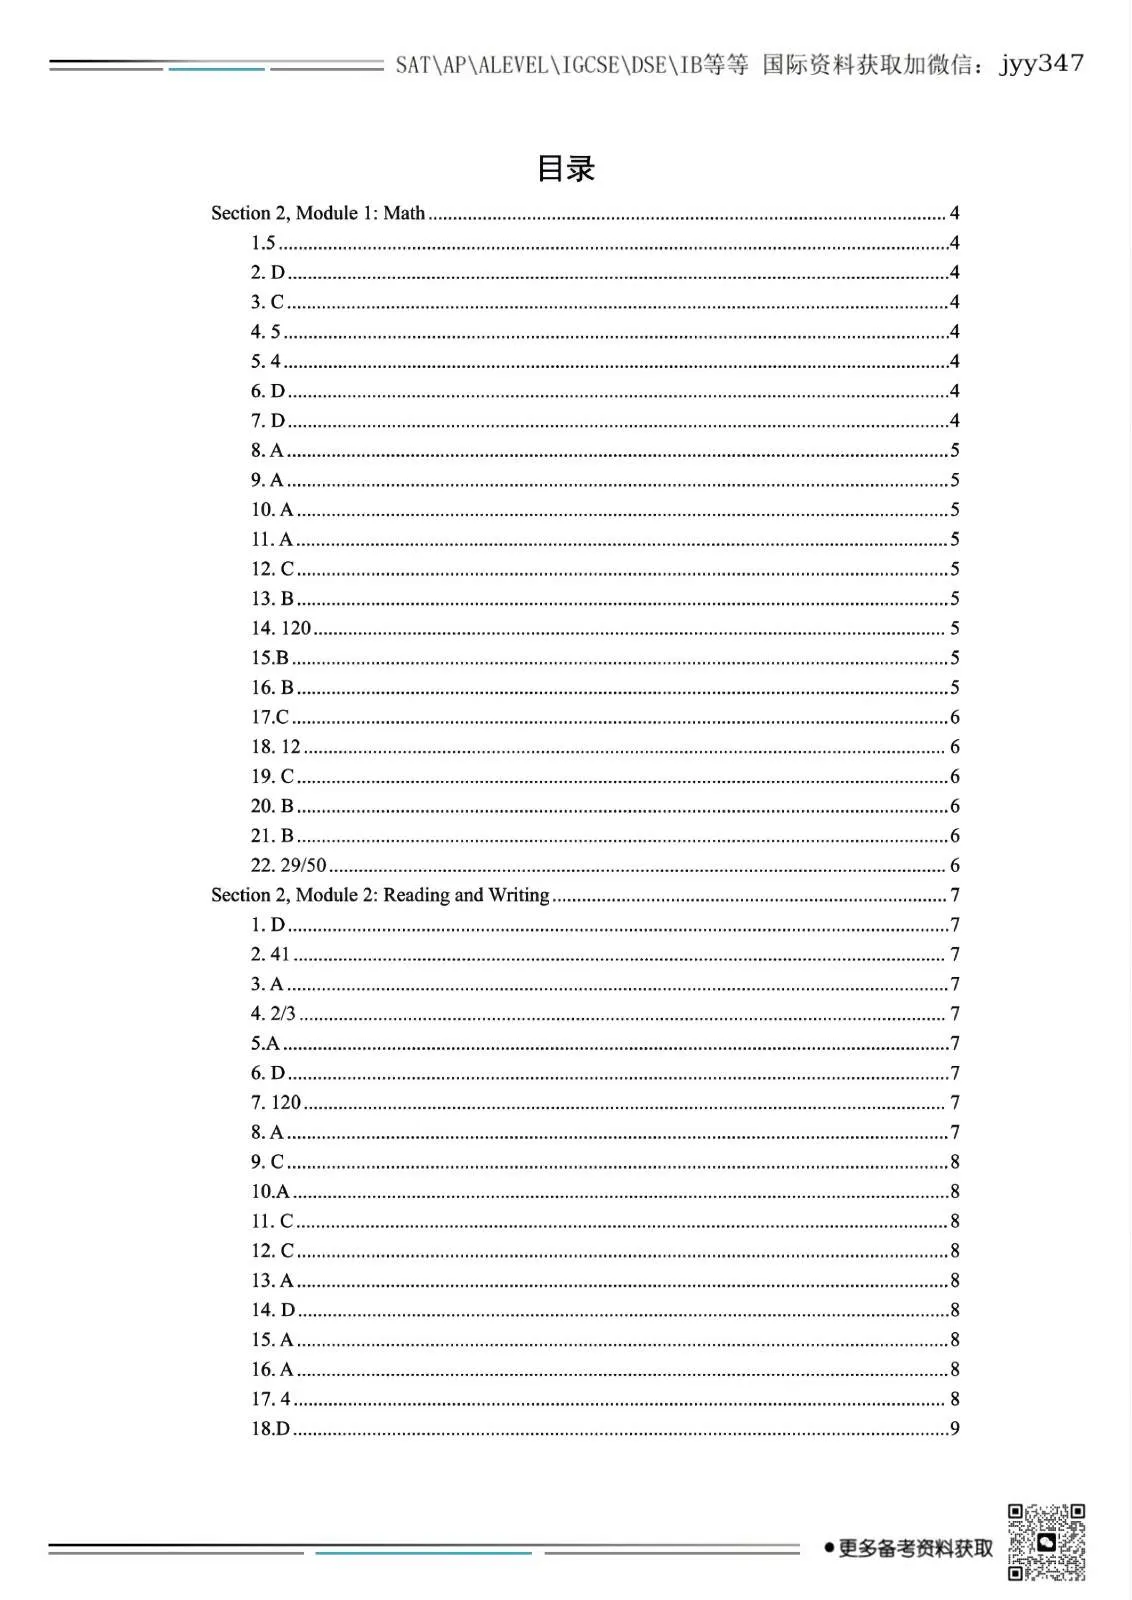 SAT\AP\ALEVEL\IGCSE\DSE\IB等等 国际资料获取加微信: jyy347
目录
Section 2, Module 1: Math 4
1.5 4
2. D 4
3. C 4
4. 5 4
5. 4 4
6. D 4
7. D 4
8. A 5
9. A 5
10. A 5
11. A 5
12. C 5
13. B 5
14. 120 5
15.B 5
16. B 5
17.C 6
18. 12 6
19. C 6
20. B 6
21. B 6
22. 29/50 6
Section 2, Module 2: Reading and Writing 7
1. D 7
2. 41 7
3. A 7
4. 2/3 7
5.A 7
6. D 7
7. 120 7
8. A 7
9. C 8
10.A 8
11. C 8
12. C 8
13. A 8
14. D 8
15. A 8
16. A 8
17. 4 8
18.D 9
●更多备考资料获取